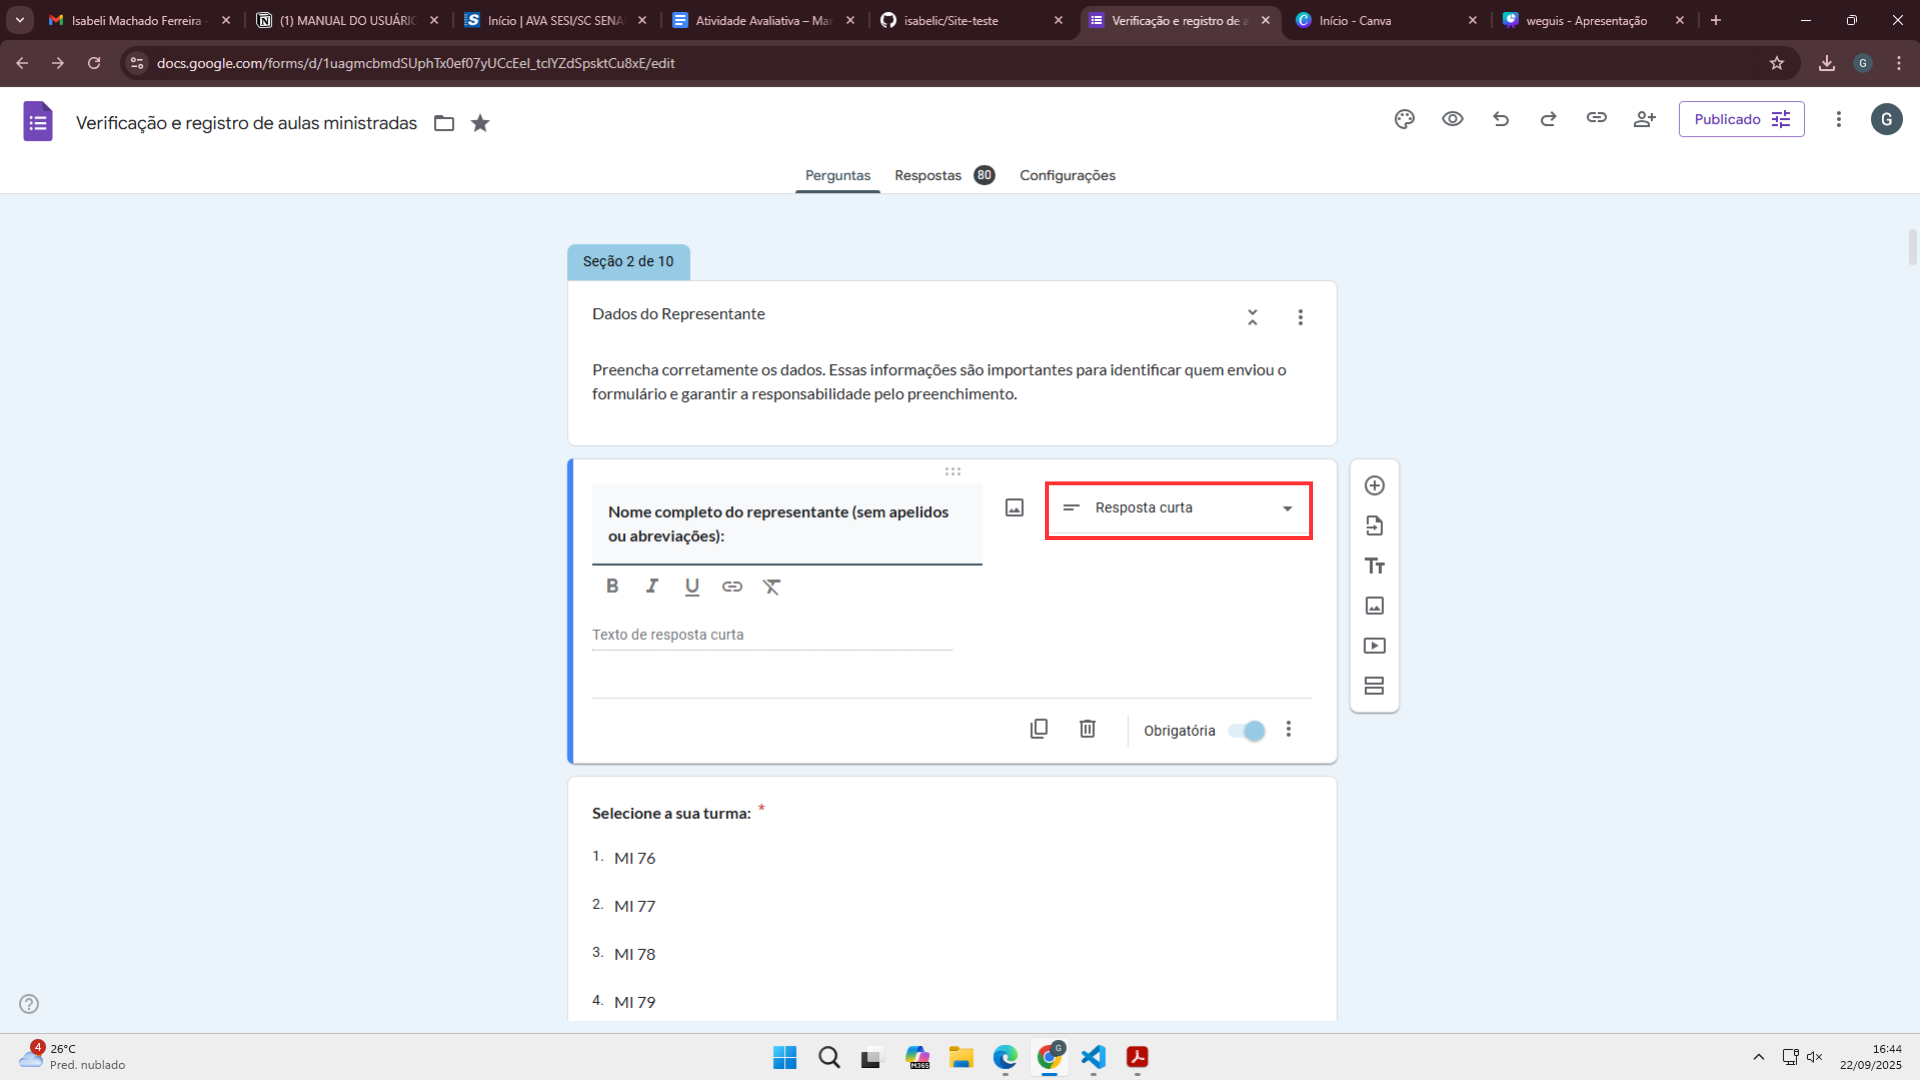 Isabeli Machado Ferreira
(1) MANUAL DO USUÁRIO
Início | AVA SESI/SC SENA
Atividade Avaliativa – Ma
isabelic/Site-teste
Verificação e registro de a
Início - Canva
weguis - Apresentação
docs.google.com/forms/d/1uagmcbmdSUphTx0ef07yUCcEel_tclYZdSpsktCu8xE/edit
G
Verificação e registro de aulas ministradas
Publicado
G
Perguntas
Respostas 80
Configurações
Seção 2 de 10
Dados do Representante
Preencha corretamente os dados. Essas informações são importantes para identificar quem enviou o
formulário e garantir a responsabilidade pelo preenchimento.
Nome completo do representante (sem apelidos
ou abreviações):
Resposta curta
Texto de resposta curta
Obrigatória
Selecione a sua turma: *
1. MI 76
2. MI 77
3. MI 78
4. MI 79
4
26°C
Pred. nublado
M365
G
16:44
22/09/2025